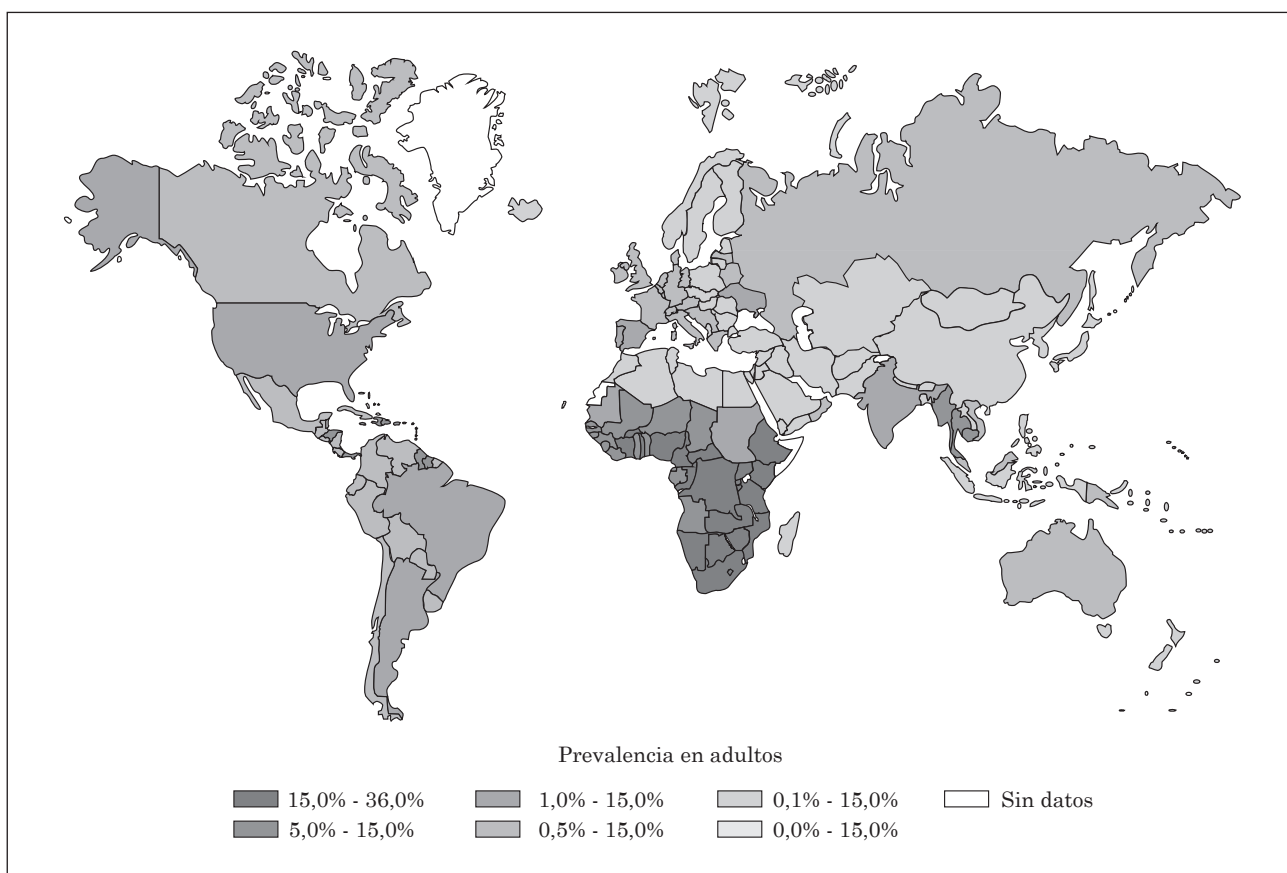 Prevalencia en adultos
15,0% - 36,0%
1,0% - 15,0%
0,1% - 15,0%
Sin datos
5,0% - 15,0%
0,5% - 15,0%
0,0% - 15,0%